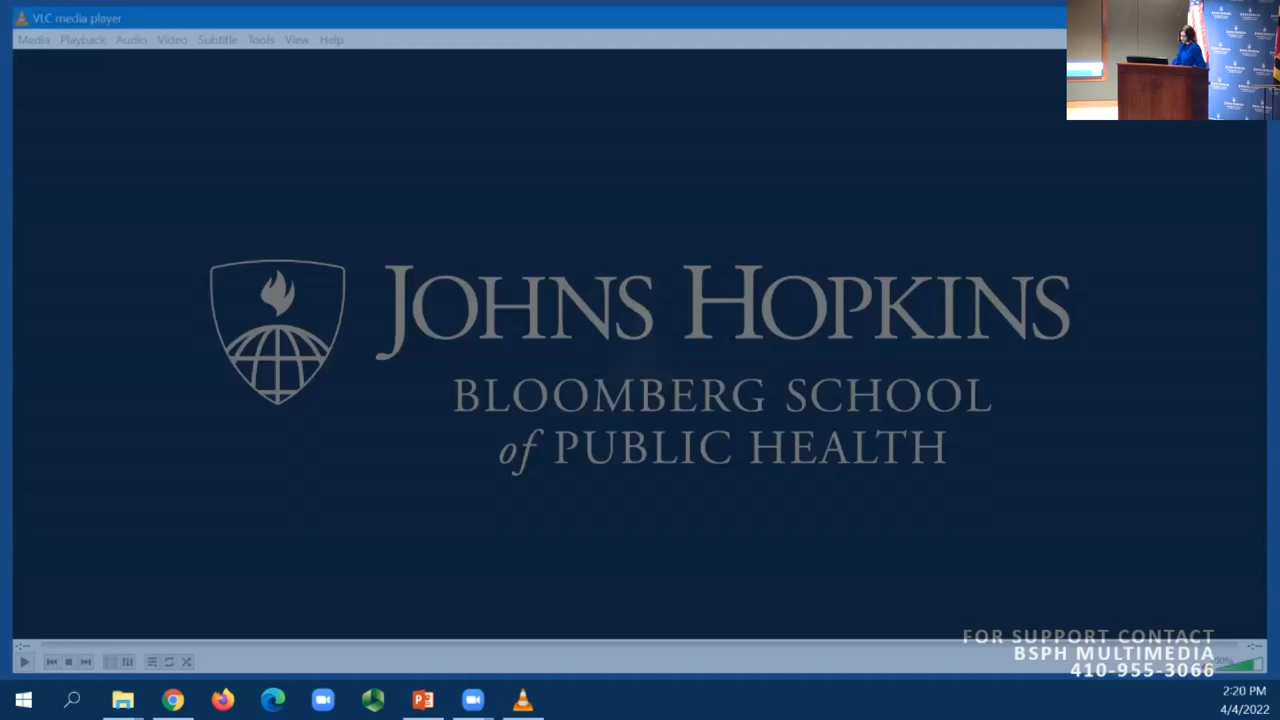 VLC media player
Media Playback Audio Video Subtitle Tools View Help
JOHNS HOPKINS
BLOOMBERG SCHOOL
of PUBLIC HEALTH
FOR SUPPORT CONTACT
BSPH MULTIMEDIA
410-955-3066
2:20 PM
4/4/2022